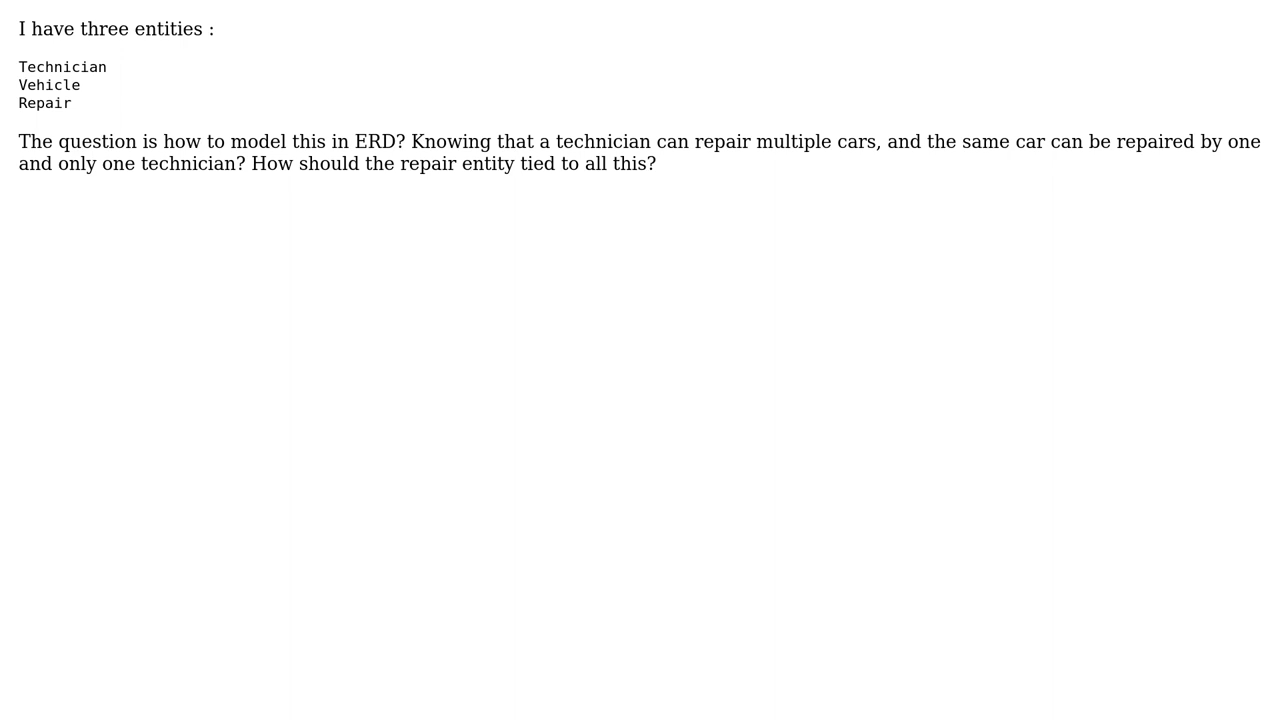 I have three entities :
Technician
Vehicle
Repair
The question is how to model this in ERD? Knowing that a technician can repair multiple cars, and the same car can be repaired by one
and only one technician? How should the repair entity tied to all this?